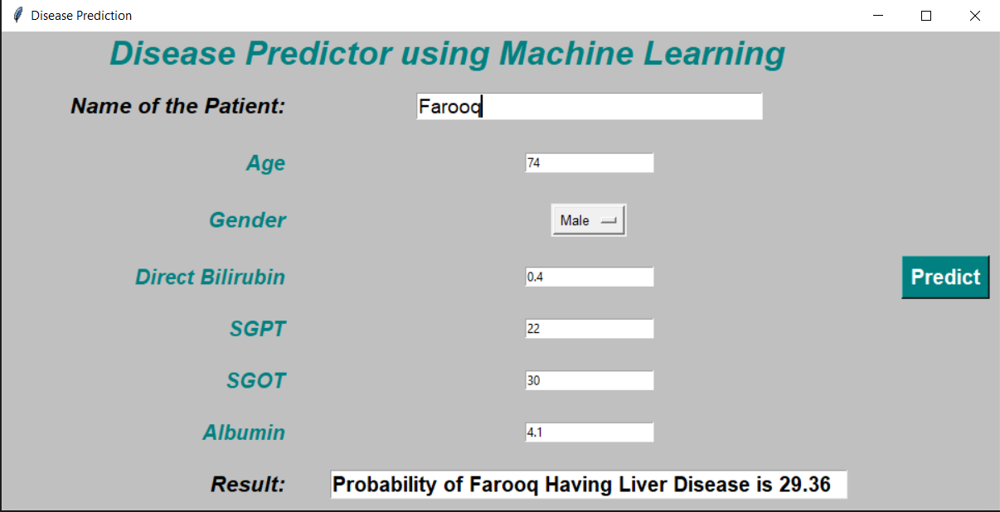 Disease Prediction
Disease Predictor using Machine Learning
Name of the Patient: Farooq
Age 74
Gender Male
Direct Bilirubin 0.4 Predict
SGPT 22
SGOT 30
Albumin 4.1
Result: Probability of Farooq Having Liver Disease is 29.36